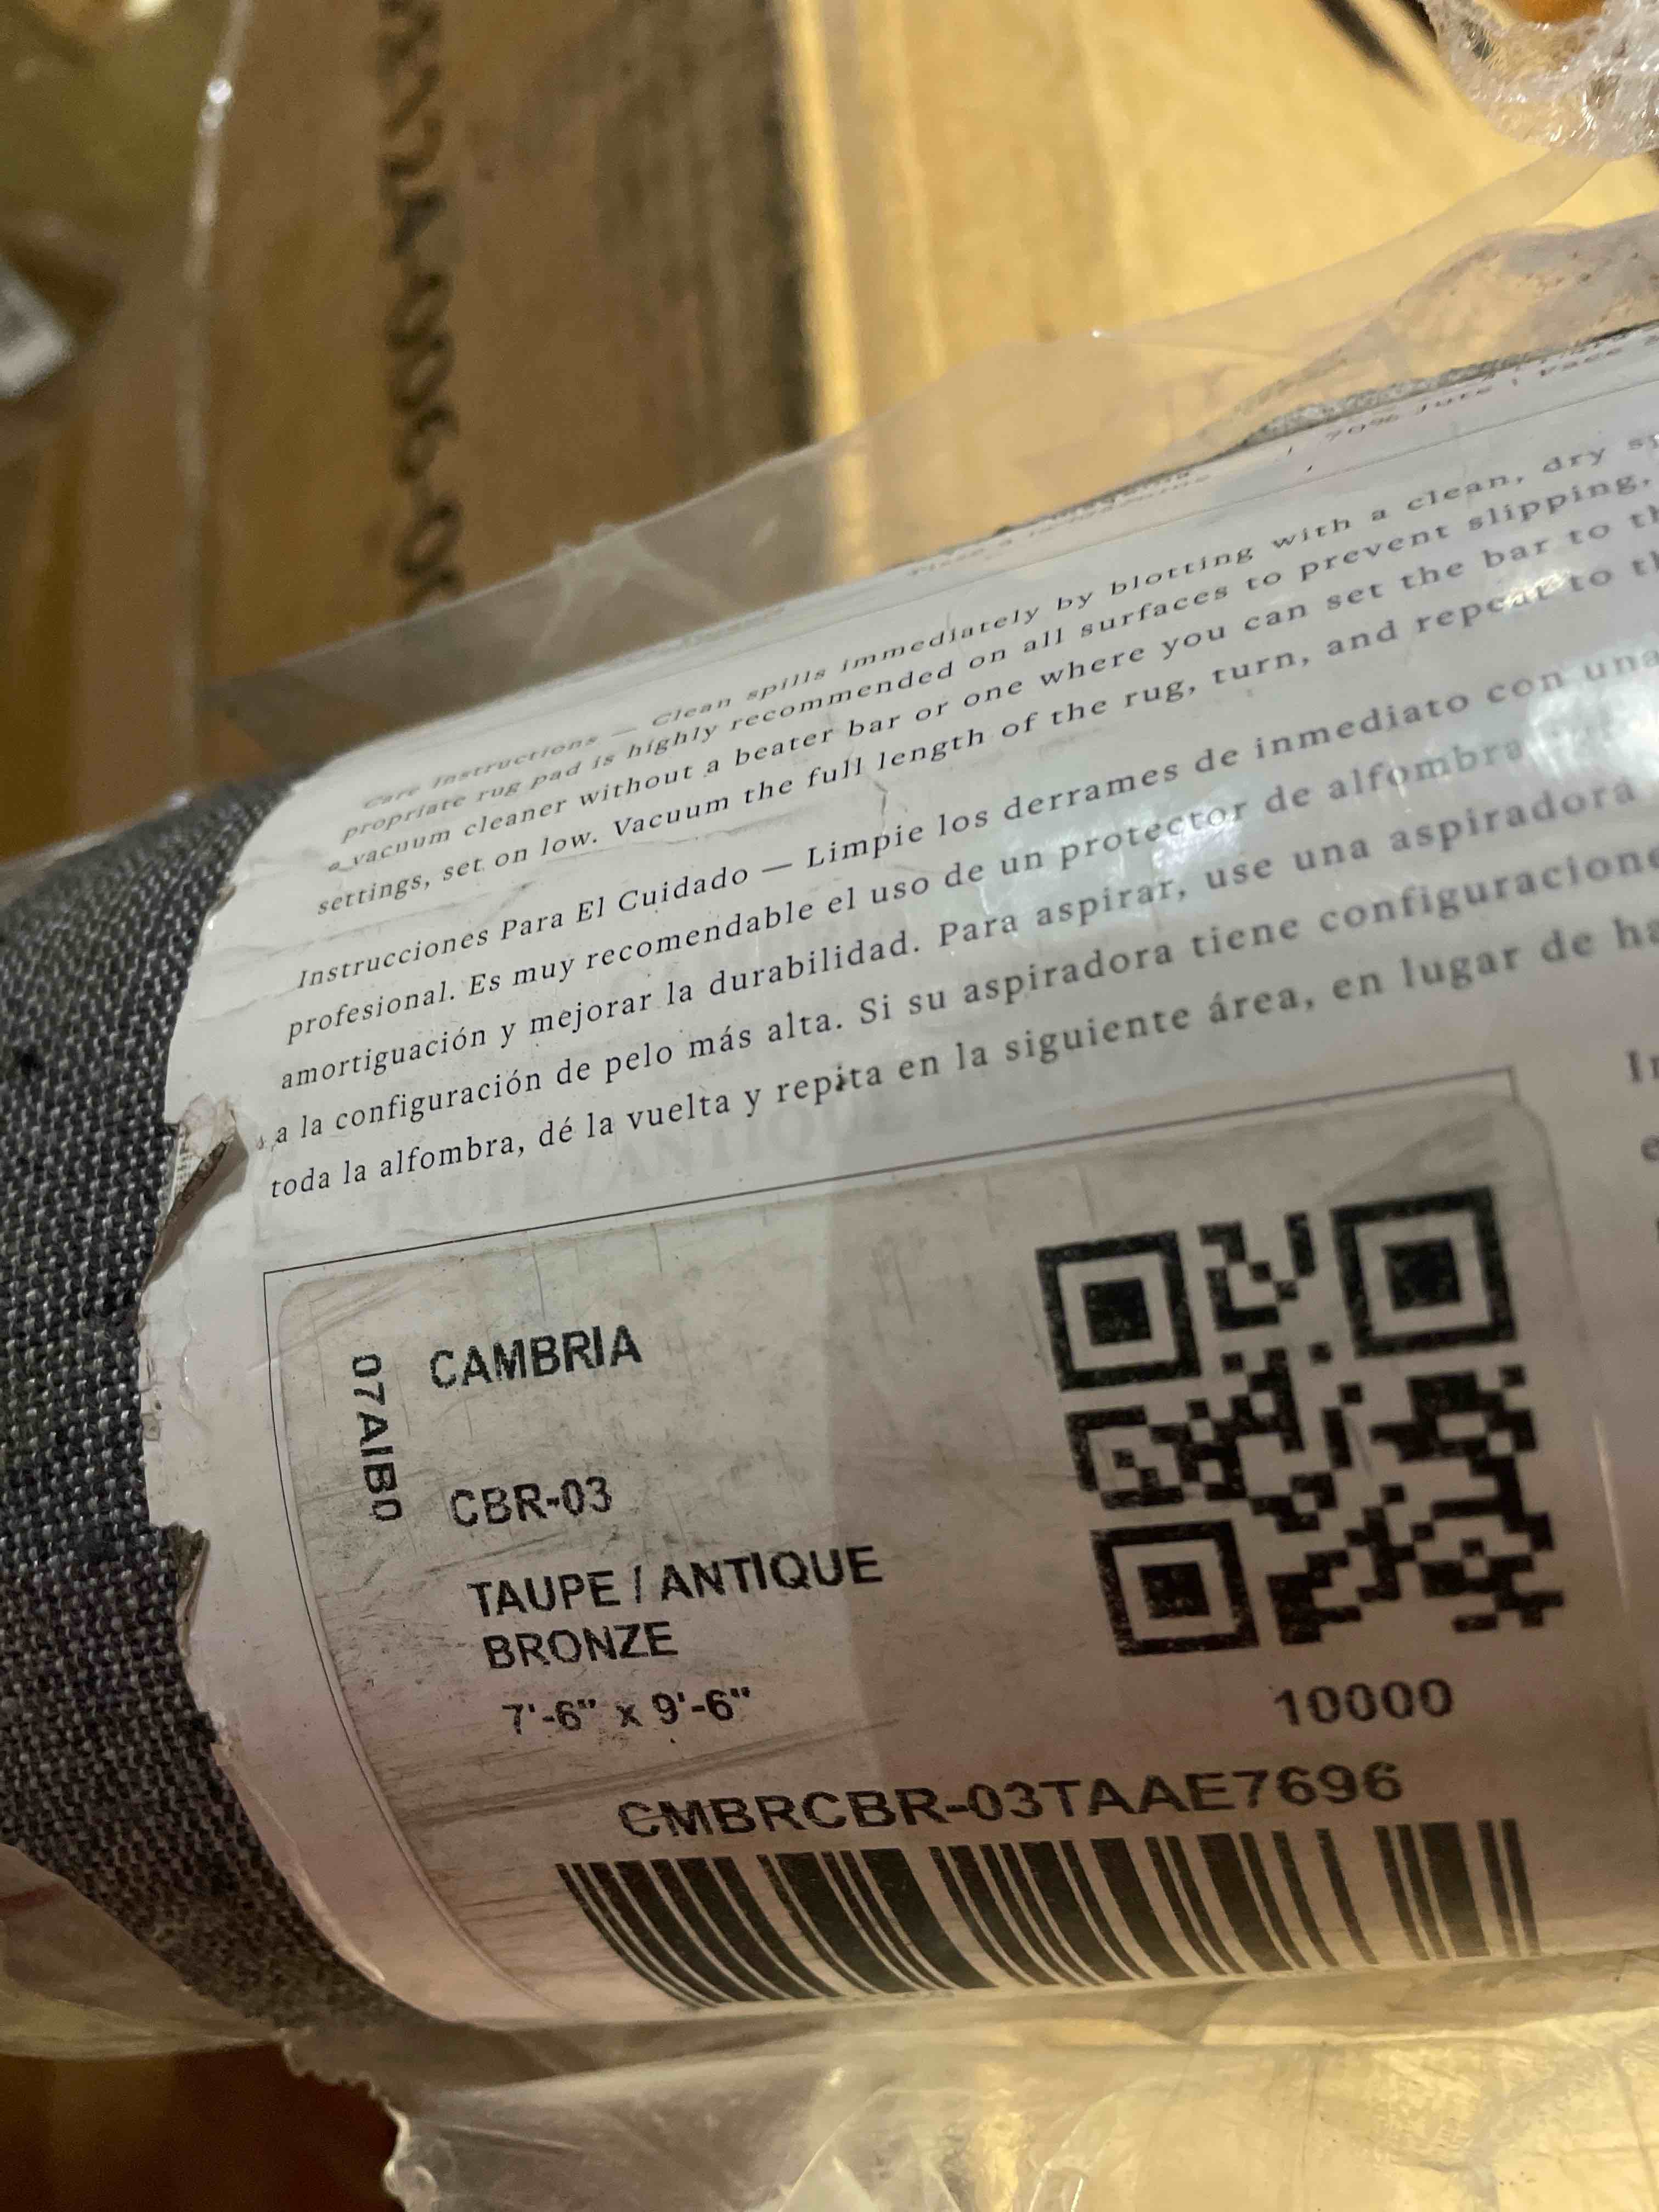 70% Jute
Care Instructions — Clean spills immediately by blotting with a clean, dry
propriate rug pad is highly recommended on all surfaces to prevent slipping,
a vacuum cleaner without a beater bar or one where you can set the bar to
settings, set on low. Vacuum the full length of the rug, turn, and repeat to
Instrucciones Para El Cuidado — Limpie los derrames de inmediato con una
profesional. Es muy recomendable el uso de un protector de alfombra
amortiguación y mejorar la durabilidad. Para aspirar, use una aspiradora
a la configuración de pelo más alta. Si su aspiradora tiene configuracione
toda la alfombra, dé la vuelta y repita en la siguiente área, en lugar de ha
07AIB0
CAMBRIA
CBR-03
TAUPE / ANTIQUE
BRONZE
7'-6" x 9'-6"
10000
CMBRCBR-03TAAE7696